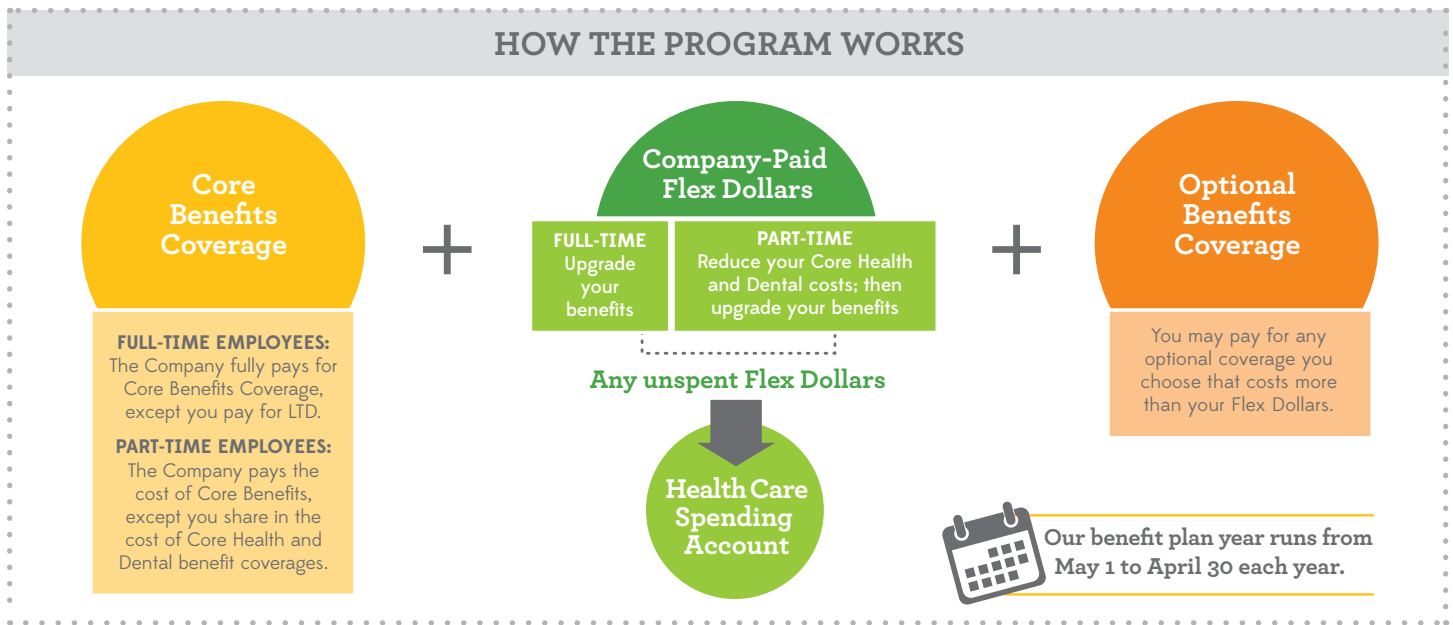 HOW THE PROGRAM WORKS
Core
Benefits
Coverage
FULL-TIME EMPLOYEES:
The Company fully pays for
Core Benefits Coverage,
except you pay for LTD.
PART-TIME EMPLOYEES:
The Company pays the
cost of Core Benefits,
except you share in the
cost of Core Health and
Dental benefit coverages.
+
Company-Paid
Flex Dollars
FULL-TIME
Upgrade
your
benefits
PART-TIME
Reduce your Core Health
and Dental costs; then
upgrade your benefits
Any unspent Flex Dollars
Health Care
Spending
Account
+
Optional
Benefits
Coverage
You may pay for any
optional coverage you
choose that costs more
than your Flex Dollars.
Our benefit plan year runs from
May 1 to April 30 each year.